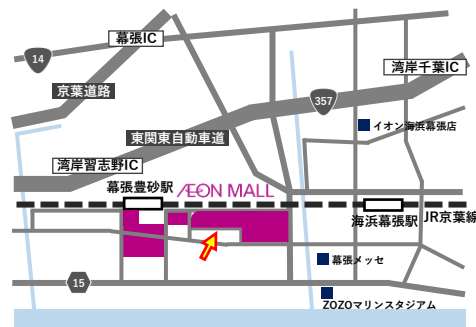 幕張IC
14
湾岸千葉IC
京葉道路
357
イオン海浜幕張店
東関東自動車道
湾岸習志野IC
幕張豊砂駅
ÆON MALL
海浜幕張駅
JR京葉線
幕張メッセ
15
ZOZOマリンスタジアム